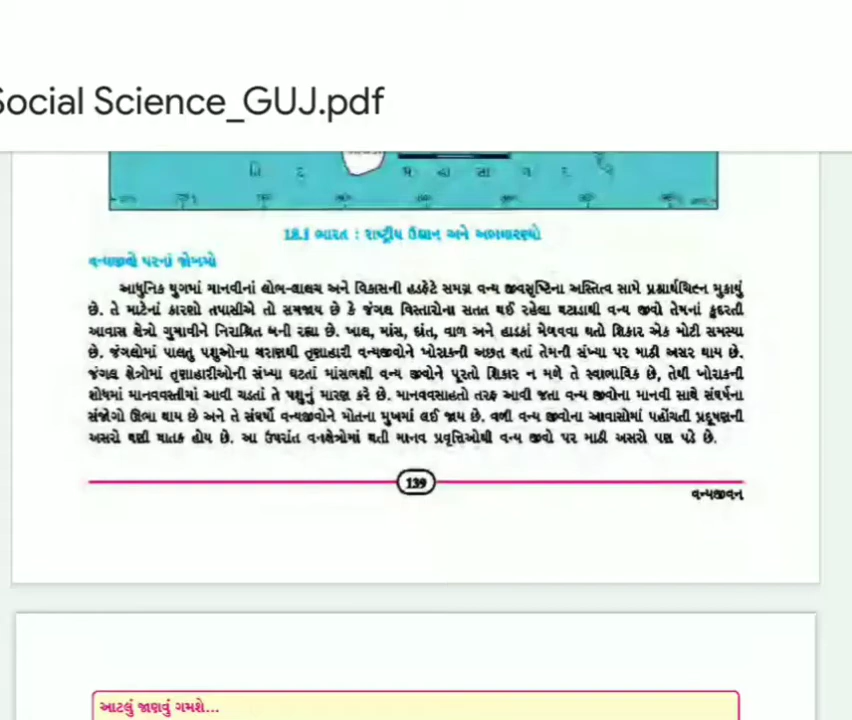 Social Science_GUJ.pdf
હિ દ મ હા સા ગ ર
18.1 ભારત : રાષ્ટ્રીય ઉદ્યાન અને અભયારણ્યો
વન્યજીવો પરનાં જોખમો
આધુનિક યુગમાં માનવીનાં લોભ-લાલચ અને વિકાસની હડફેટે સમગ્ર વન્ય જીવસૃષ્ટિના અસ્તિત્વ સામે પ્રશ્નાર્થચિહ્ન મુકાયું
છે. તે માટેનાં કારણો તપાસીએ તો સમજાય છે કે જંગલ વિસ્તારોના સતત થઈ રહેલા ઘટાડાથી વન્ય જીવો તેમનાં કુદરતી
આવાસ ક્ષેત્રો ગુમાવીને નિરાશ્રિત બની રહ્યા છે. ખાલ, માંસ, દાંત, વાળ અને હાડકાં મેળવવા થતો શિકાર એક મોટી સમસ્યા
છે. જંગલોમાં પાલતુ પશુઓના ચરાણથી તૃણાહારી વન્યજીવોને ખોરાકની અછત થતાં તેમની સંખ્યા પર માઠી અસર થાય છે.
જંગલ ક્ષેત્રોમાં તૃણાહારીઓની સંખ્યા ઘટતાં માંસભક્ષી વન્ય જીવોને પૂરતો શિકાર ન મળે તે સ્વાભાવિક છે, તેથી ખોરાકની
શોધમાં માનવવસ્તીમાં આવી ચડતાં તે પશુનું મારણ કરે છે. માનવવસાહતો તરફ આવી જતા વન્ય જીવોના માનવી સાથે સંઘર્ષના
સંજોગો ઊભા થાય છે અને તે સંઘર્ષો વન્યજીવોને મોતના મુખમાં લઈ જાય છે. વળી વન્ય જીવોના આવાસોમાં પહોંચતી પ્રદૂષણની
અસરો ઘણી ઘાતક હોય છે. આ ઉપરાંત વનક્ષેત્રોમાં થતી માનવ પ્રવૃત્તિઓથી વન્ય જીવો પર માઠી અસરો પણ પડે છે.
139
વન્યજીવન
આટલું જાણવું ગમશે...